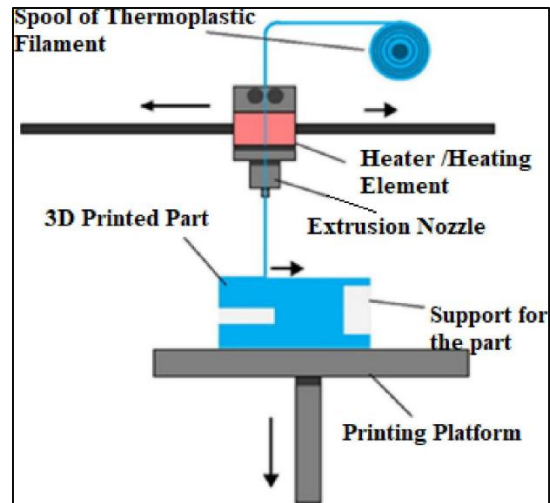 Spool of Thermoplastic
Filament
Heater /Heating
Element
Extrusion Nozzle
3D Printed Part
Support for
the part
Printing Platform